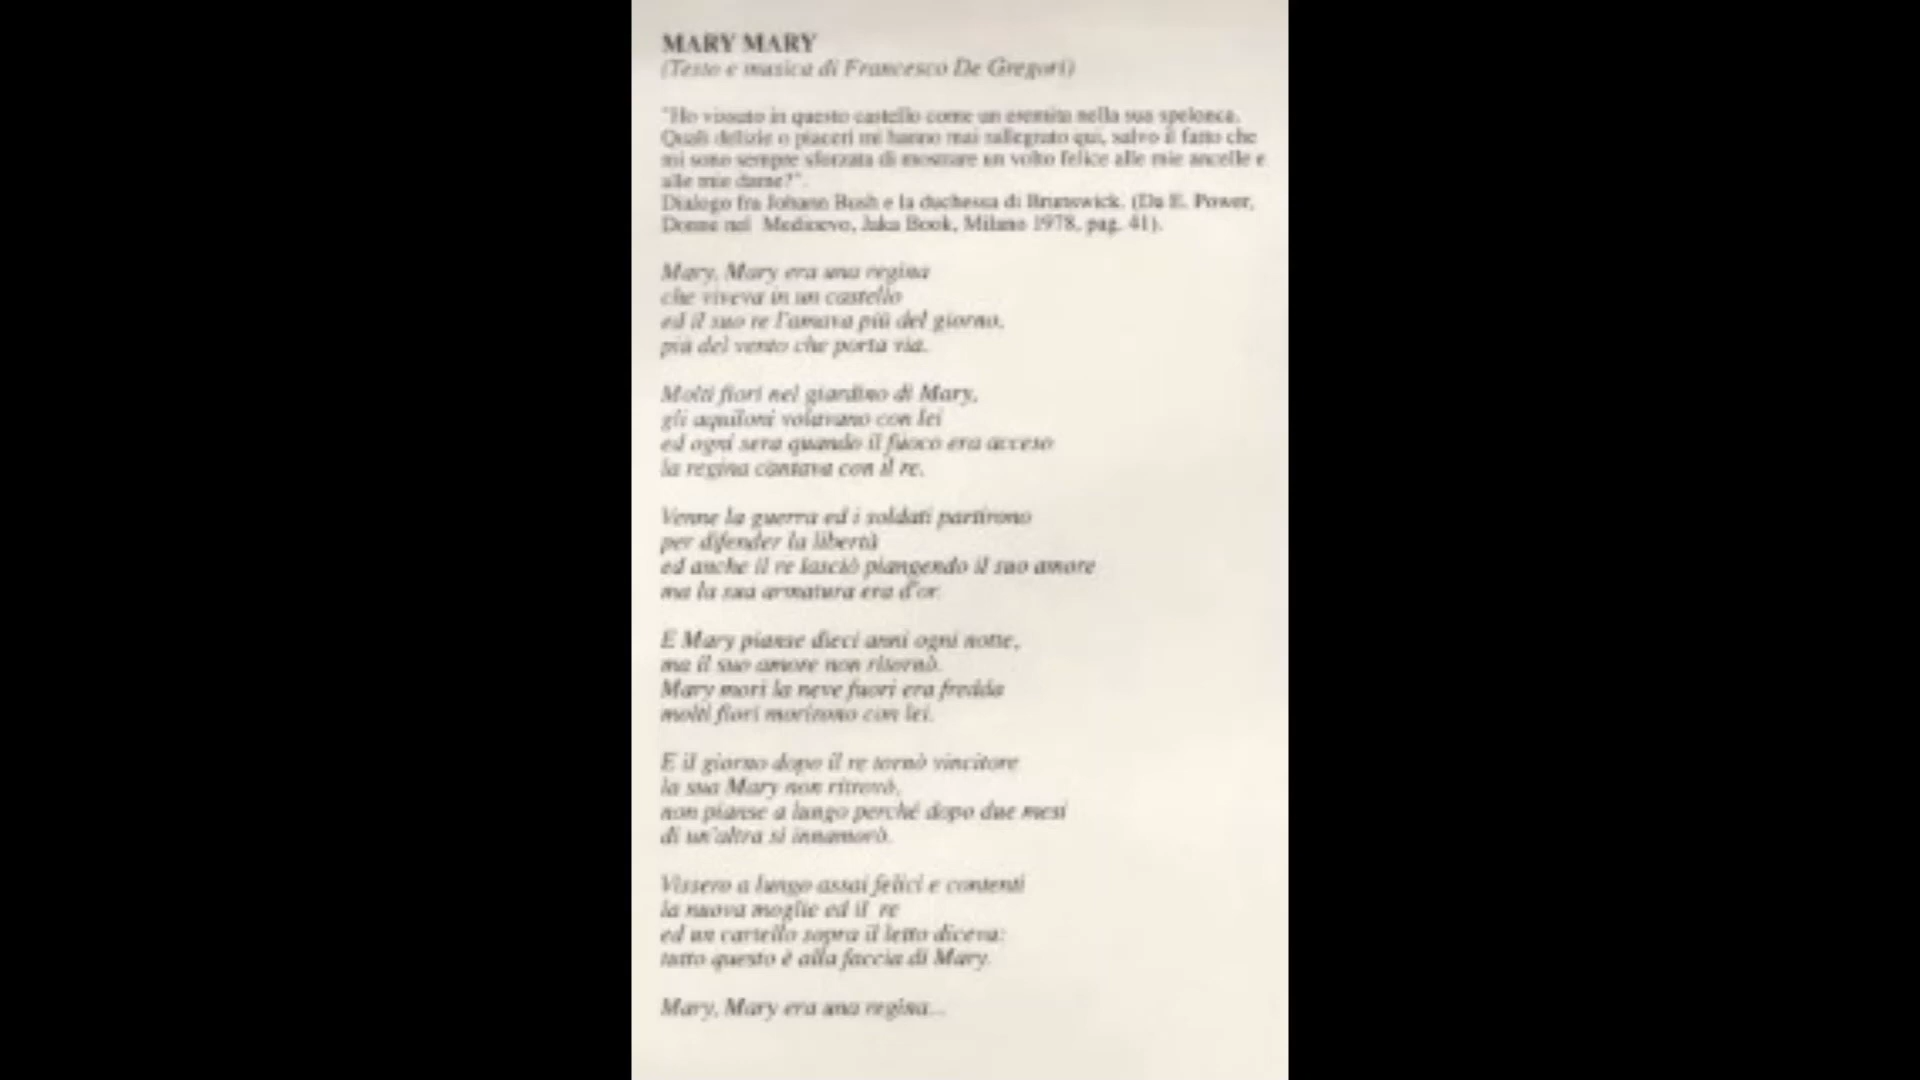 MARY MARY
(Testo e musica di Francesco De Gregori)
"Ho vissuto in questo castello come un eremita nella sua spelonca.
Quali delizie o piaceri mi hanno mai rallegrato qui, salvo il fatto che
mi sono sempre sforzata di mostrare un volto felice alle mie ancelle e
alle mie dame?".
Dialogo fra Johann Bush e la duchessa di Brunswick. (Da E. Power,
Donne nel Medioevo, Jaka Book, Milano 1978, pag. 41).
Mary, Mary era una regina
che viveva in un castello
ed il suo re l'amava più del giorno,
più del vento che porta via.
Molti fiori nel giardino di Mary,
gli aquiloni volavano con lei
ed ogni sera quando il fuoco era acceso
la regina cantava con il re.
Venne la guerra ed i soldati partirono
per difender la libertà
ed anche il re lasciò piangendo il suo amore
ma la sua armatura era d'or.
E Mary pianse dieci anni ogni notte,
ma il suo amore non ritornò.
Mary morì la neve fuori era fredda
molti fiori morirono con lei.
E il giorno dopo il re tornò vincitore
la sua Mary non ritrovò,
non pianse a lungo perché dopo due mesi
di un'altra si innamorò.
Vissero a lungo assai felici e contenti
la nuova moglie ed il re
ed un cartello sopra il letto diceva:
tutto questo è alla faccia di Mary.
Mary, Mary era una regina...